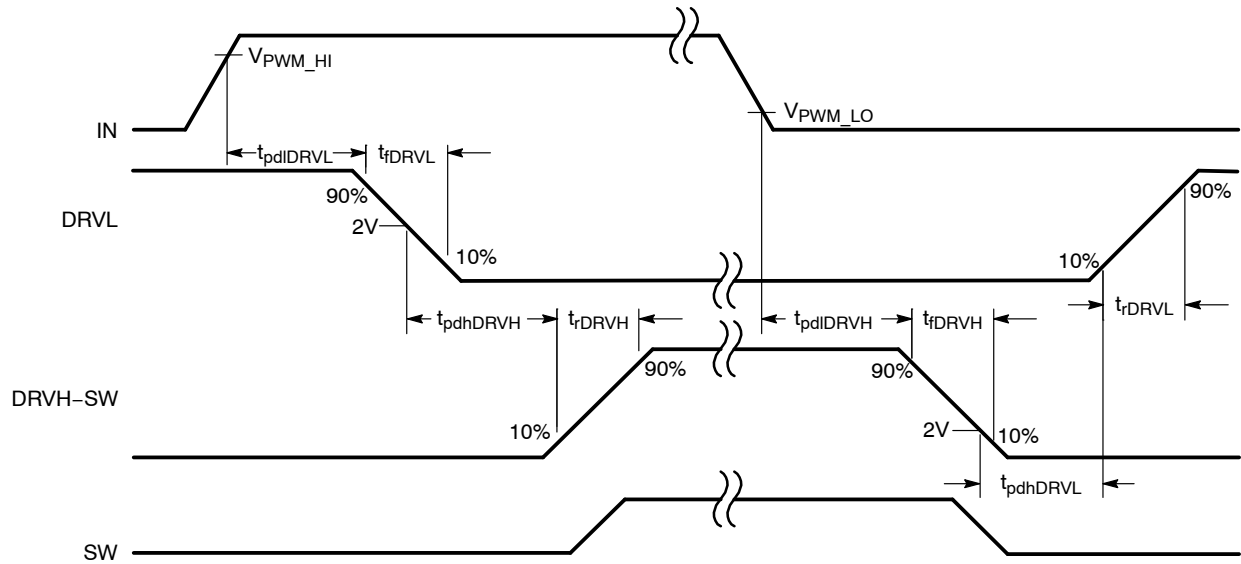 V_PWM_HI
IN
V_PWM_LO
t_pdlDRVL
t_fDRVL
90%
90%
DRVL
2V
10%
10%
t_pdhDRVH
t_rDRVH
t_pdlDRVH
t_fDRVH
t_rDRVL
90%
90%
DRVH−SW
10%
2V
10%
t_pdhDRVL
SW